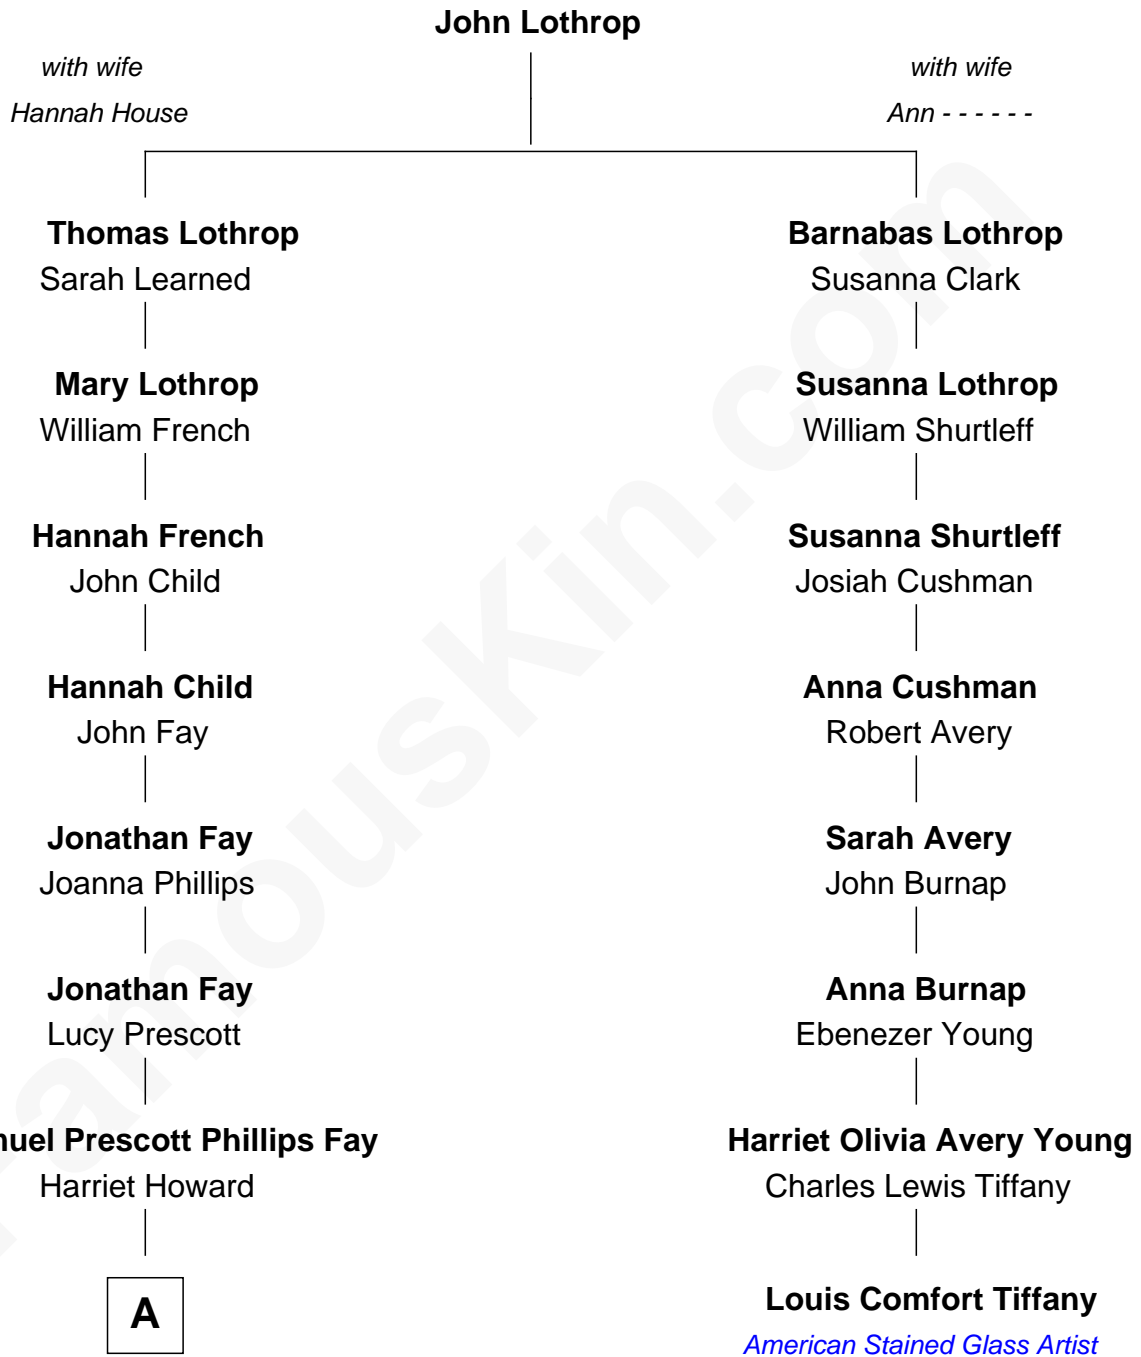 John Lothrop
with wife
Hannah House
with wife
Ann - - - - - -
Thomas Lothrop
Sarah Learned
Barnabas Lothrop
Susanna Clark
Mary Lothrop
William French
Susanna Lothrop
William Shurtleff
Hannah French
John Child
Susanna Shurtleff
Josiah Cushman
Hannah Child
John Fay
Anna Cushman
Robert Avery
Jonathan Fay
Joanna Phillips
Sarah Avery
John Burnap
Jonathan Fay
Lucy Prescott
Anna Burnap
Ebenezer Young
nuel Prescott Phillips Fay
Harriet Howard
Harriet Olivia Avery Young
Charles Lewis Tiffany
A
Louis Comfort Tiffany
American Stained Glass Artist
FamousKin.com